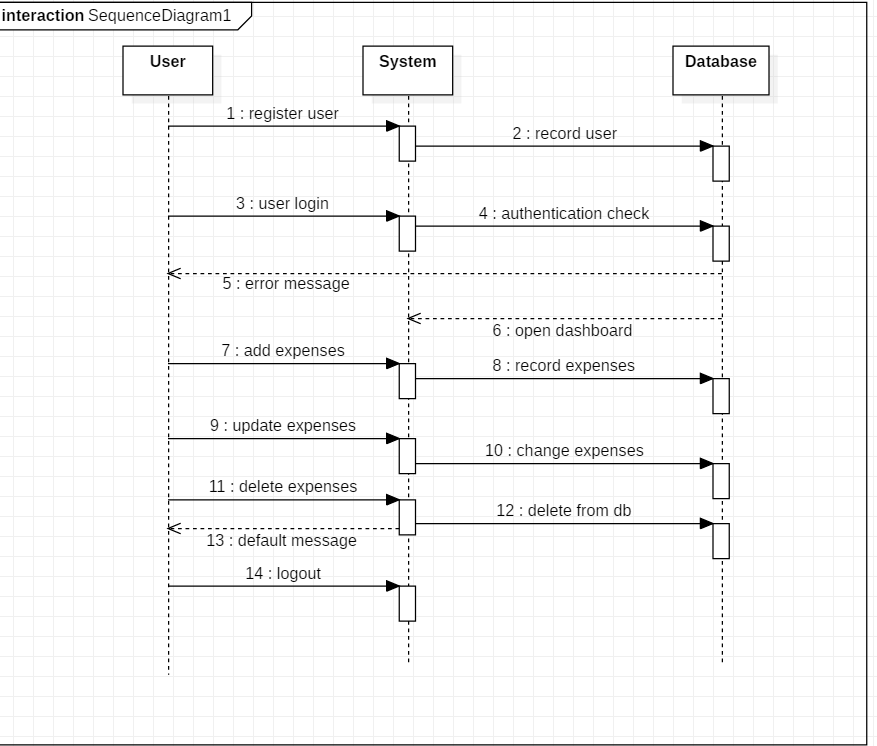 interaction SequenceDiagram1
User
System
Database
1 : register user
2 : record user
3 : user login
4 : authentication check
5 : error message
6 : open dashboard
7 : add expenses
8 : record expenses
9 : update expenses
10 : change expenses
11 : delete expenses
12 : delete from db
13 : default message
14 : logout